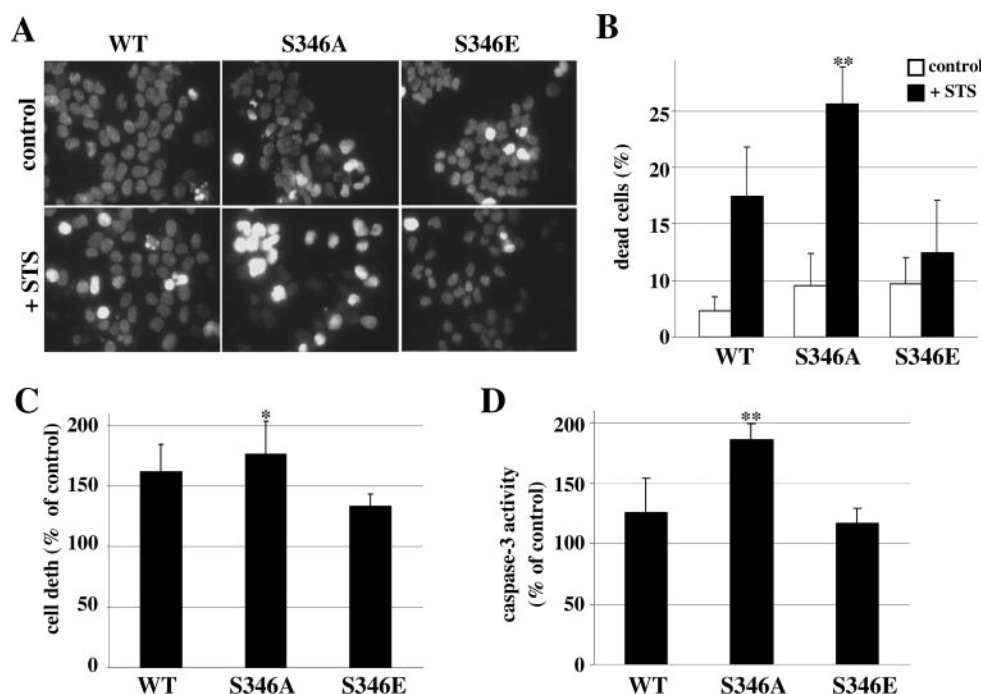 A
WT S346A S346E
control
+ STS
B
**
control
+ STS
dead cells (%)
25
20
15
10
0
WT S346A S346E
C
*
cell deth (% of control)
200
150
100
50
0
WT S346A S346E
D
**
caspase-3 activity
(% of control)
200
150
100
50
0
WT S346A S346E